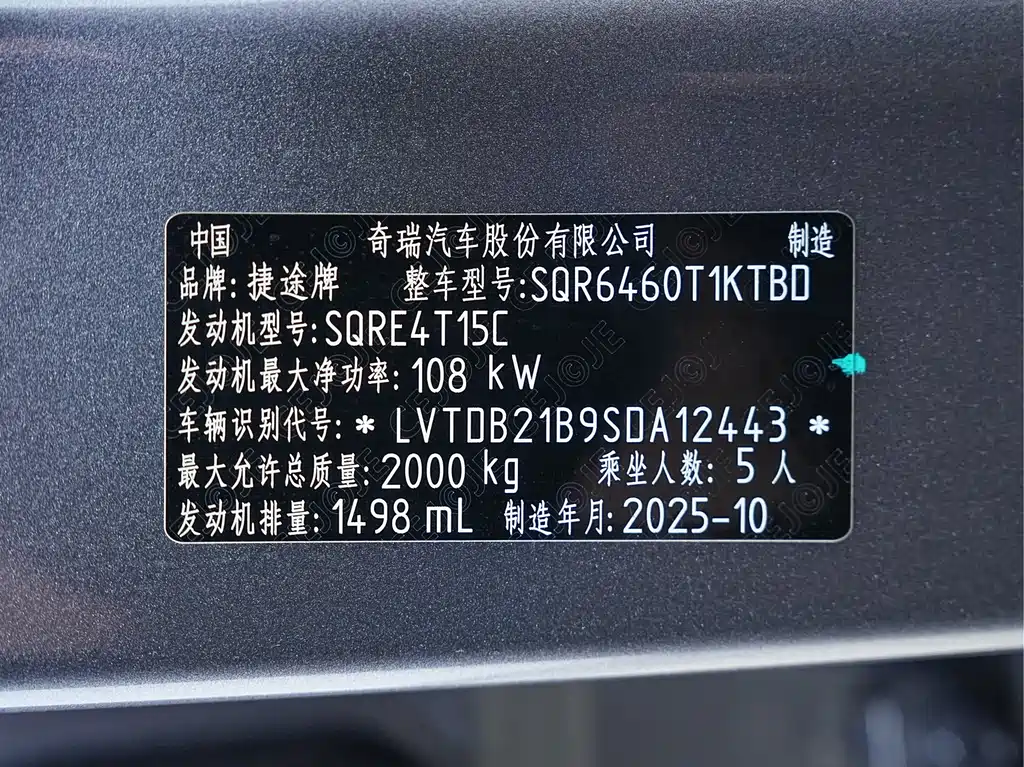 中国 奇瑞汽车股份有限公司 制造
品牌: 捷途牌 整车型号:SQR6460T1KTBD
发动机型号:SQRE4T15C
发动机最大净功率: 108 kW
车辆识别代号: * LVTDB21B9SDA12443 *
最大允许总质量: 2000 kg 乘坐人数: 5 人
发动机排量: 1498 mL 制造年月: 2025-10